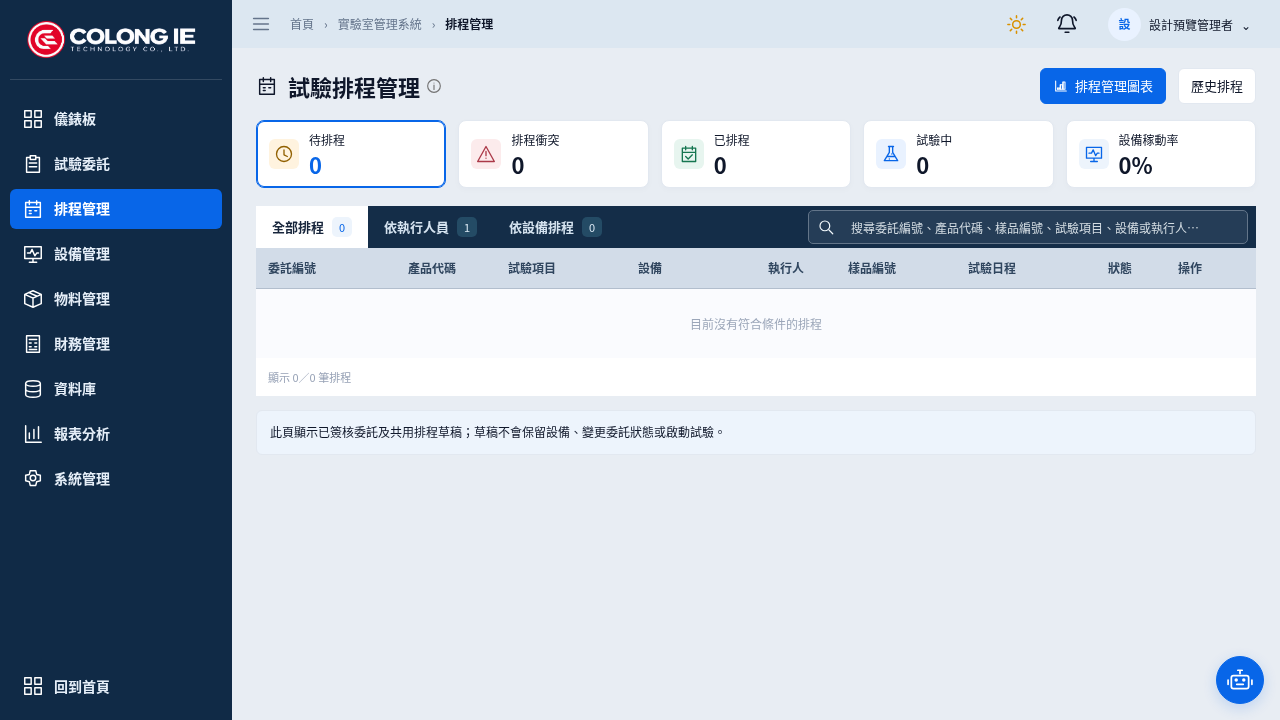 COLONG IE
TECHNOLOGY CO., LTD.
儀錶板
試驗委託
排程管理
設備管理
物料管理
財務管理
資料庫
報表分析
系統管理
回到首頁
首頁 › 實驗室管理系統 › 排程管理
設 設計預覽管理者
試驗排程管理
排程管理圖表
歷史排程
待排程
0
排程衝突
0
已排程
0
試驗中
0
設備稼動率
0%
全部排程 0
依執行人員 1
依設備排程 0
搜尋委託編號、產品代碼、樣品編號、試驗項目、設備或執行人⋯
委託編號 產品代碼 試驗項目 設備 執行人 樣品編號 試驗日程 狀態 操作
目前沒有符合條件的排程
顯示 0／0 筆排程
此頁顯示已簽核委託及共用排程草稿；草稿不會保留設備、變更委託狀態或啟動試驗。